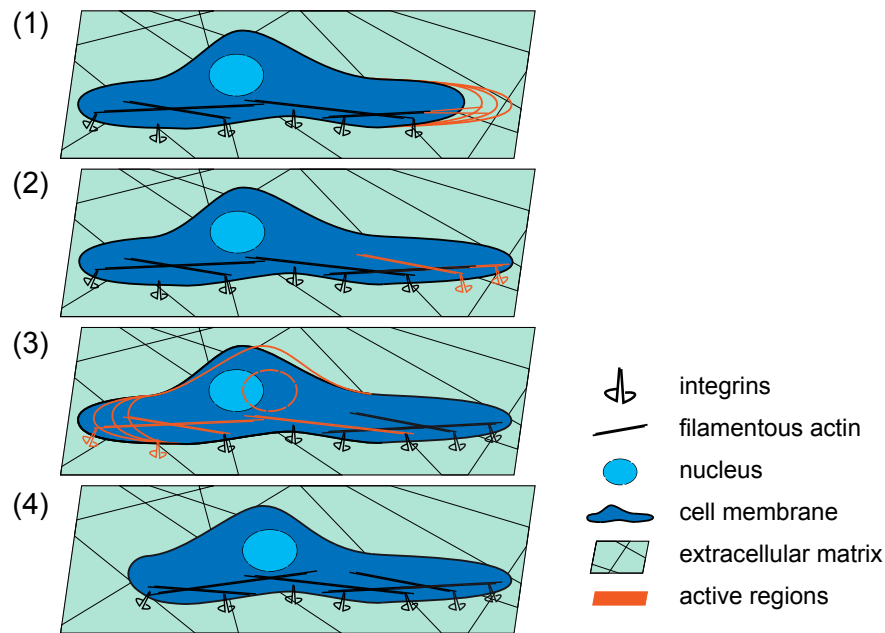 (1)
(2)
(3)
(4)
integrins
filamentous actin
nucleus
cell membrane
extracellular matrix
active regions